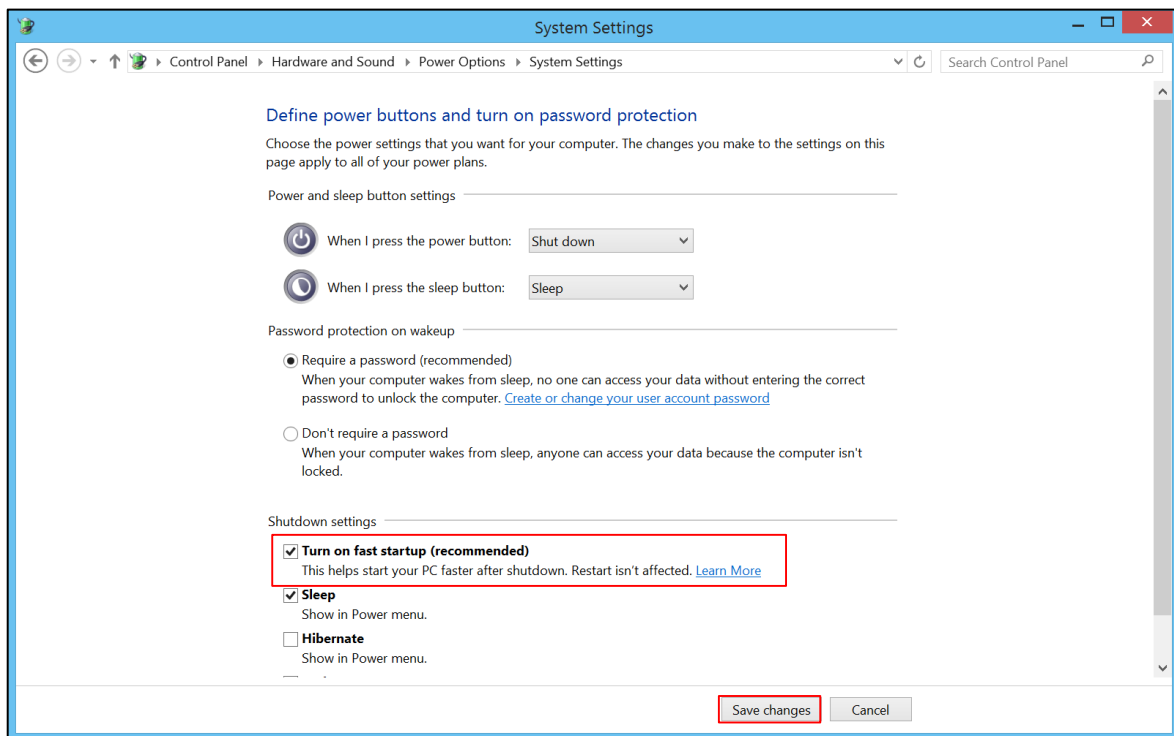 System Settings
Control Panel Hardware and Sound Power Options System Settings Search Control Panel
Define power buttons and turn on password protection
Choose the power settings that you want for your computer. The changes you make to the settings on this
page apply to all of your power plans.
Power and sleep button settings
When I press the power button: Shut down
When I press the sleep button: Sleep
Password protection on wakeup
Require a password (recommended)
When your computer wakes from sleep, no one can access your data without entering the correct
password to unlock the computer. Create or change your user account password
Don't require a password
When your computer wakes from sleep, anyone can access your data because the computer isn't
locked.
Shutdown settings
Turn on fast startup (recommended)
This helps start your PC faster after shutdown. Restart isn't affected. Learn More
Sleep
Show in Power menu.
Hibernate
Show in Power menu.
Save changes Cancel